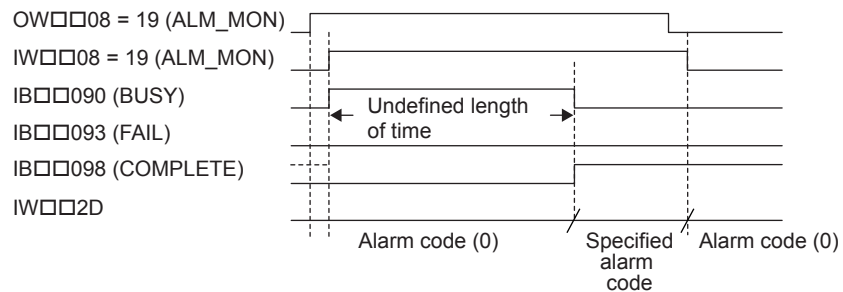 OW□□08 = 19 (ALM_MON)
IW□□08 = 19 (ALM_MON)
IB□□090 (BUSY)
Undefined length
of time
IB□□093 (FAIL)
IB□□098 (COMPLETE)
IW□□2D
Alarm code (0)
Specified
alarm
code
Alarm code (0)